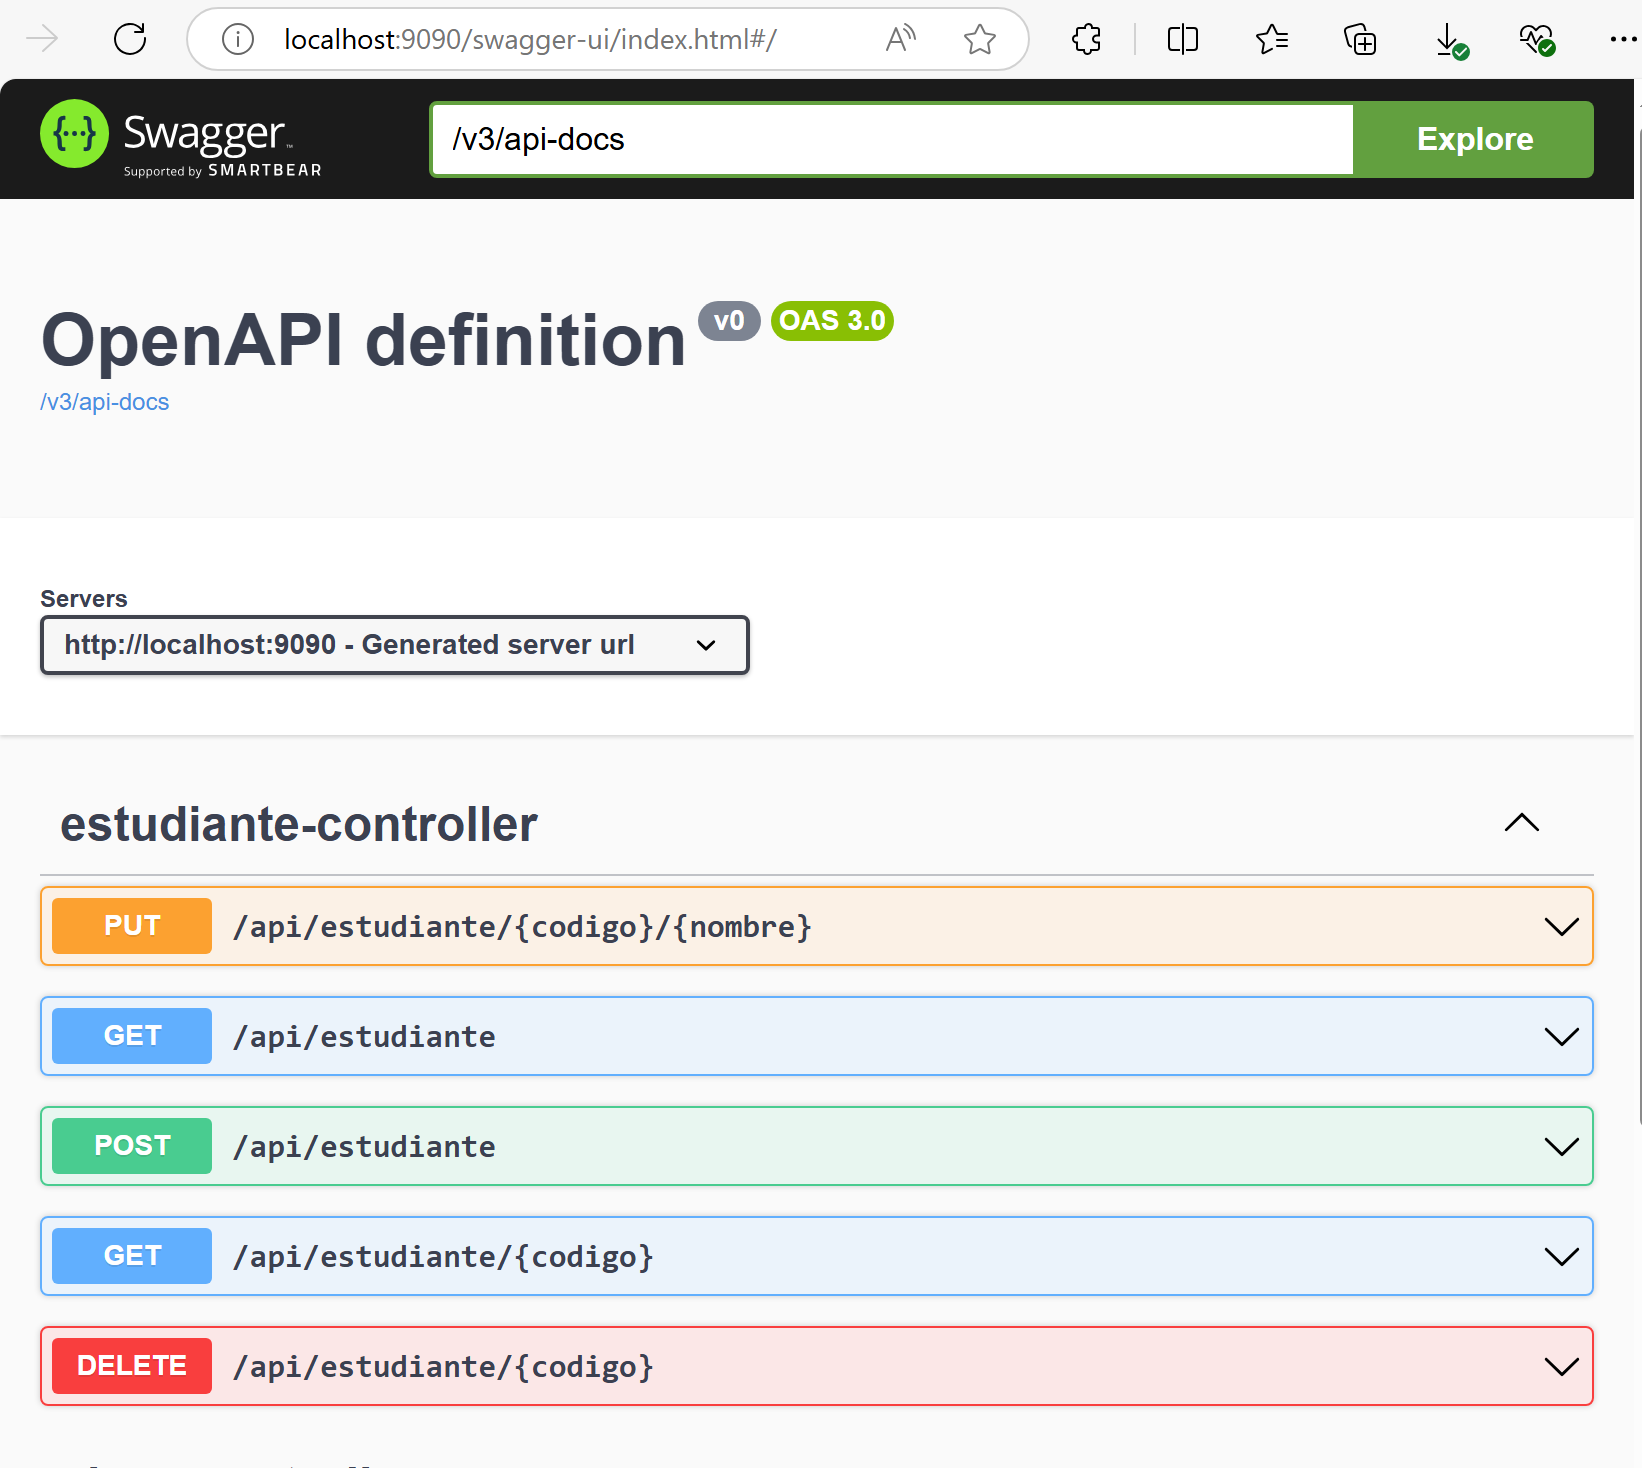 localhost:9090/swagger-ui/index.html#/
Swagger™
Supported by SMARTBEAR
/v3/api-docs
Explore
OpenAPI definition
v0
OAS 3.0
/v3/api-docs
Servers
http://localhost:9090 - Generated server url
estudiante-controller
PUT /api/estudiante/{codigo}/{nombre}
GET /api/estudiante
POST /api/estudiante
GET /api/estudiante/{codigo}
DELETE /api/estudiante/{codigo}